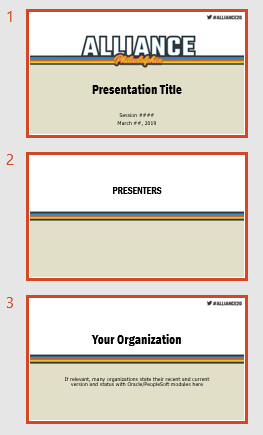 1
#ALLIANCE20
ALLIANCE
Philadelphia
Presentation Title
Session ####
March ##, 2019
2
PRESENTERS
3
#ALLIANCE20
Your Organization
If relevant, many organizations state their recent and current
version and status with Oracle/PeopleSoft modules here